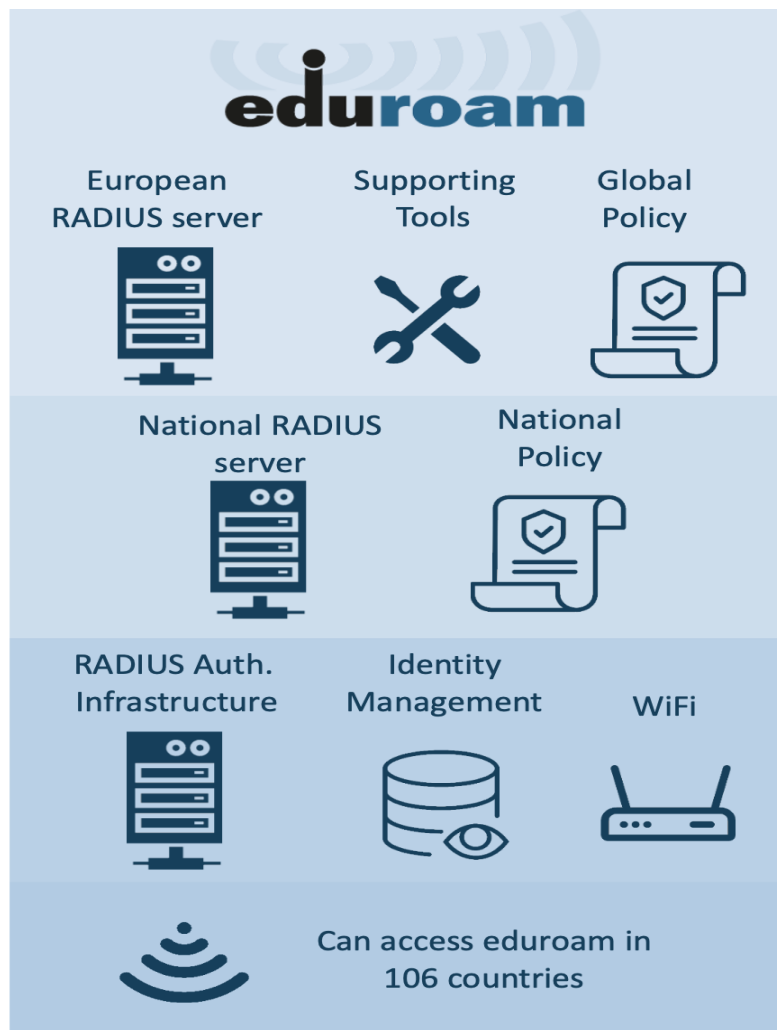 eduroam
European
RADIUS server
Supporting
Tools
Global
Policy
National RADIUS
server
National
Policy
RADIUS Auth.
Infrastructure
Identity
Management
WiFi
Can access eduroam in
106 countries